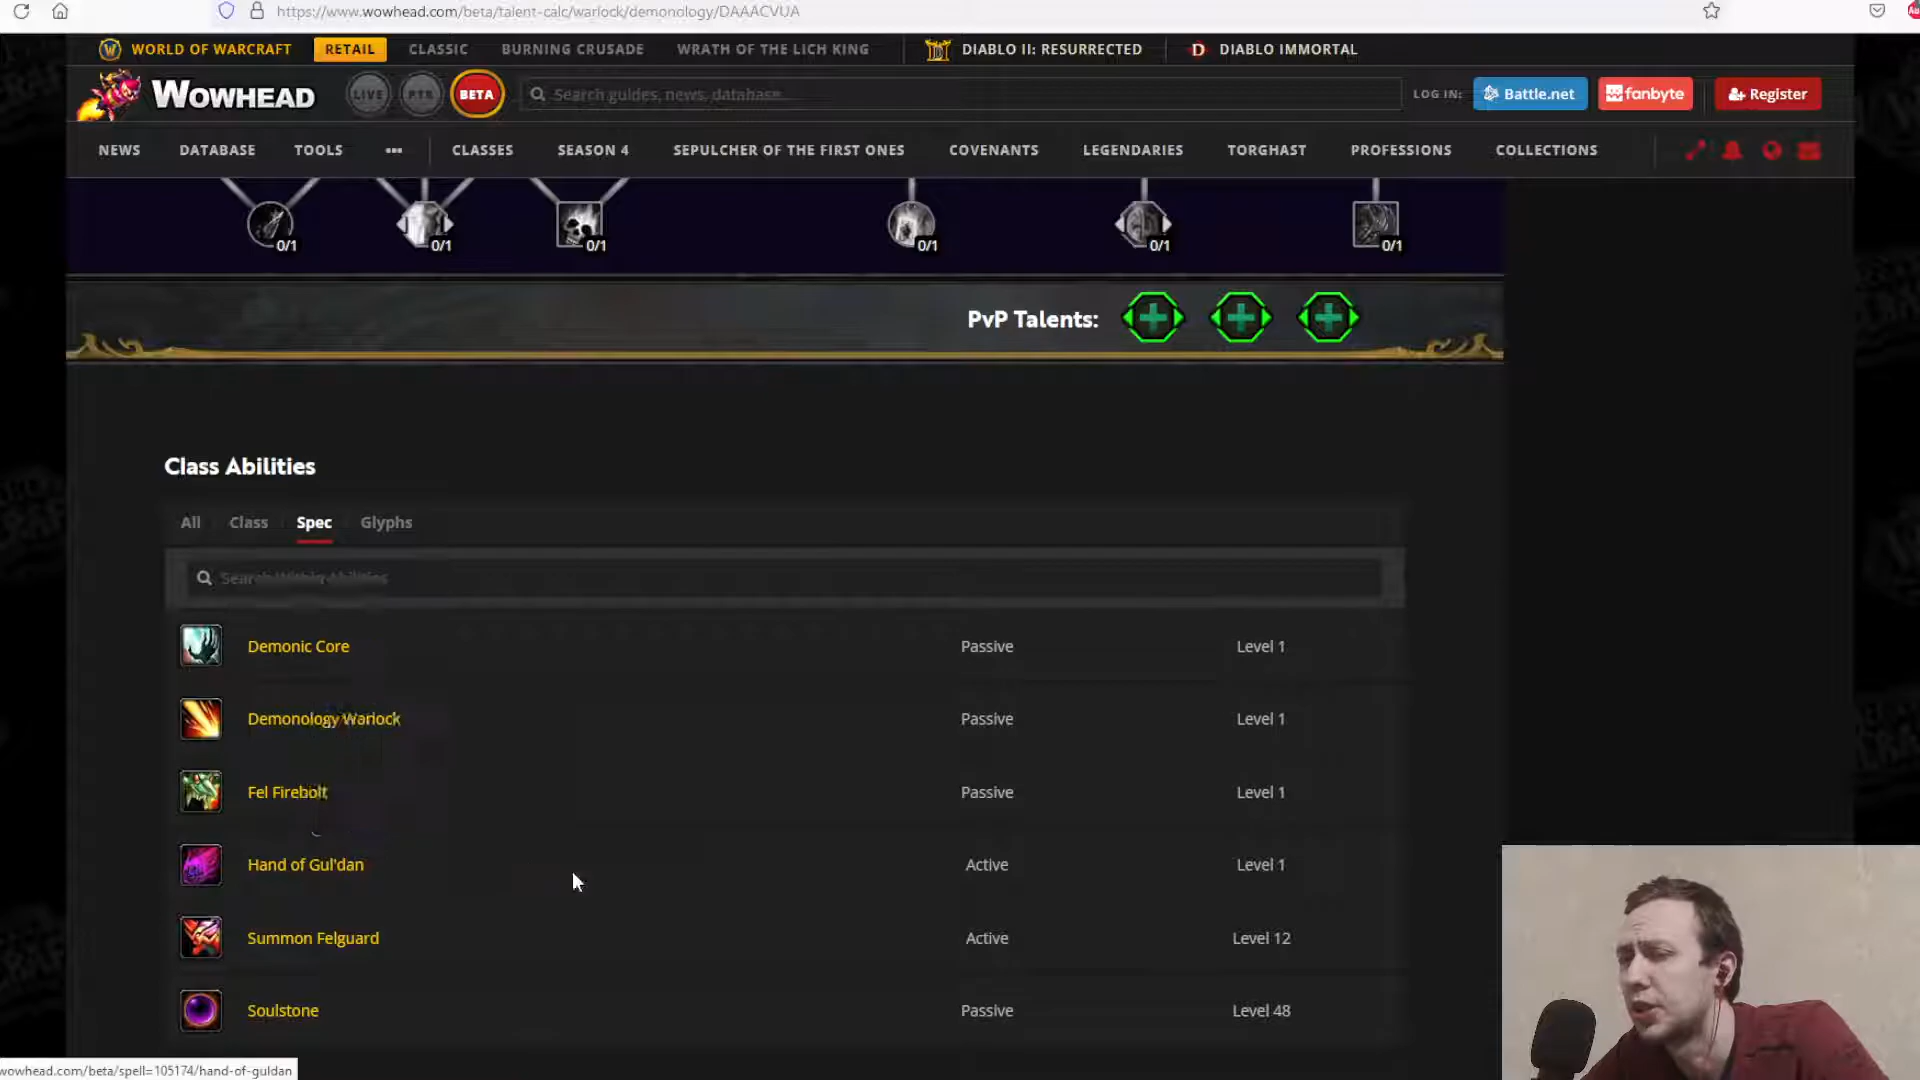 https://www.wowhead.com/beta/talent-calc/warlock/demonology/DAAACVUA
WORLD OF WARCRAFT RETAIL CLASSIC BURNING CRUSADE WRATH OF THE LICH KING DIABLO II: RESURRECTED DIABLO IMMORTAL
WOWHEAD LIVE PTR BETA Search guides, news, database... LOG IN: Battle.net fanbyte Register
NEWS DATABASE TOOLS ••• CLASSES SEASON 4 SEPULCHER OF THE FIRST ONES COVENANTS LEGENDARIES TORGHAST PROFESSIONS COLLECTIONS
0/1 0/1 0/1 0/1 0/1 0/1
PvP Talents:
Class Abilities
All Class Spec Glyphs
Search Within Abilities
Demonic Core Passive Level 1
Demonology Warlock Passive Level 1
Fel Firebolt Passive Level 1
Hand of Gul'dan Active Level 1
Summon Felguard Active Level 12
Soulstone Passive Level 48
wowhead.com/beta/spell=105174/hand-of-guldan